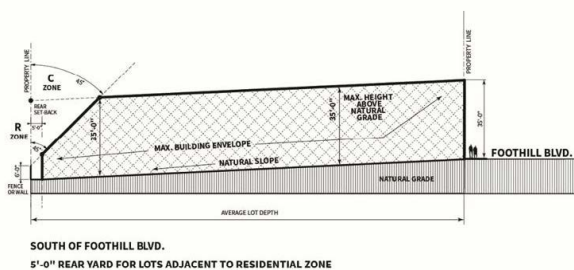 PROPERTY LINE
C
ZONE
45°
REAR
SET-BACK
5'-0"
R
ZONE
45°
6'-0"
FENCE
OR WALL
35'-0"
MAX. BUILDING ENVELOPE
NATURAL SLOPE
35'-0"
MAX. HEIGHT
ABOVE
NATURAL
GRADE
PROPERTY LINE
35'-0"
FOOTHILL BLVD.
NATURAL GRADE
AVERAGE LOT DEPTH
SOUTH OF FOOTHILL BLVD.
5'-0" REAR YARD FOR LOTS ADJACENT TO RESIDENTIAL ZONE